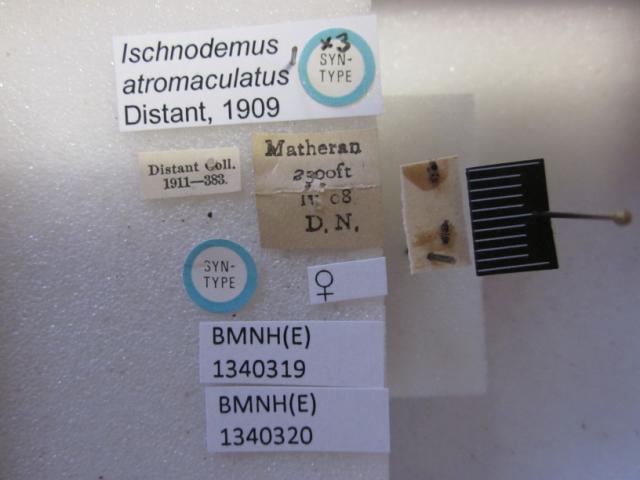 Ischnodemus
atromaculatus
Distant, 1909
x3
SYN-
TYPE
Distant Coll.
1911—383.
Matheran
2500ft
08
D. N.
SYN-
TYPE
♀
BMNH(E)
1340319
BMNH(E)
1340320